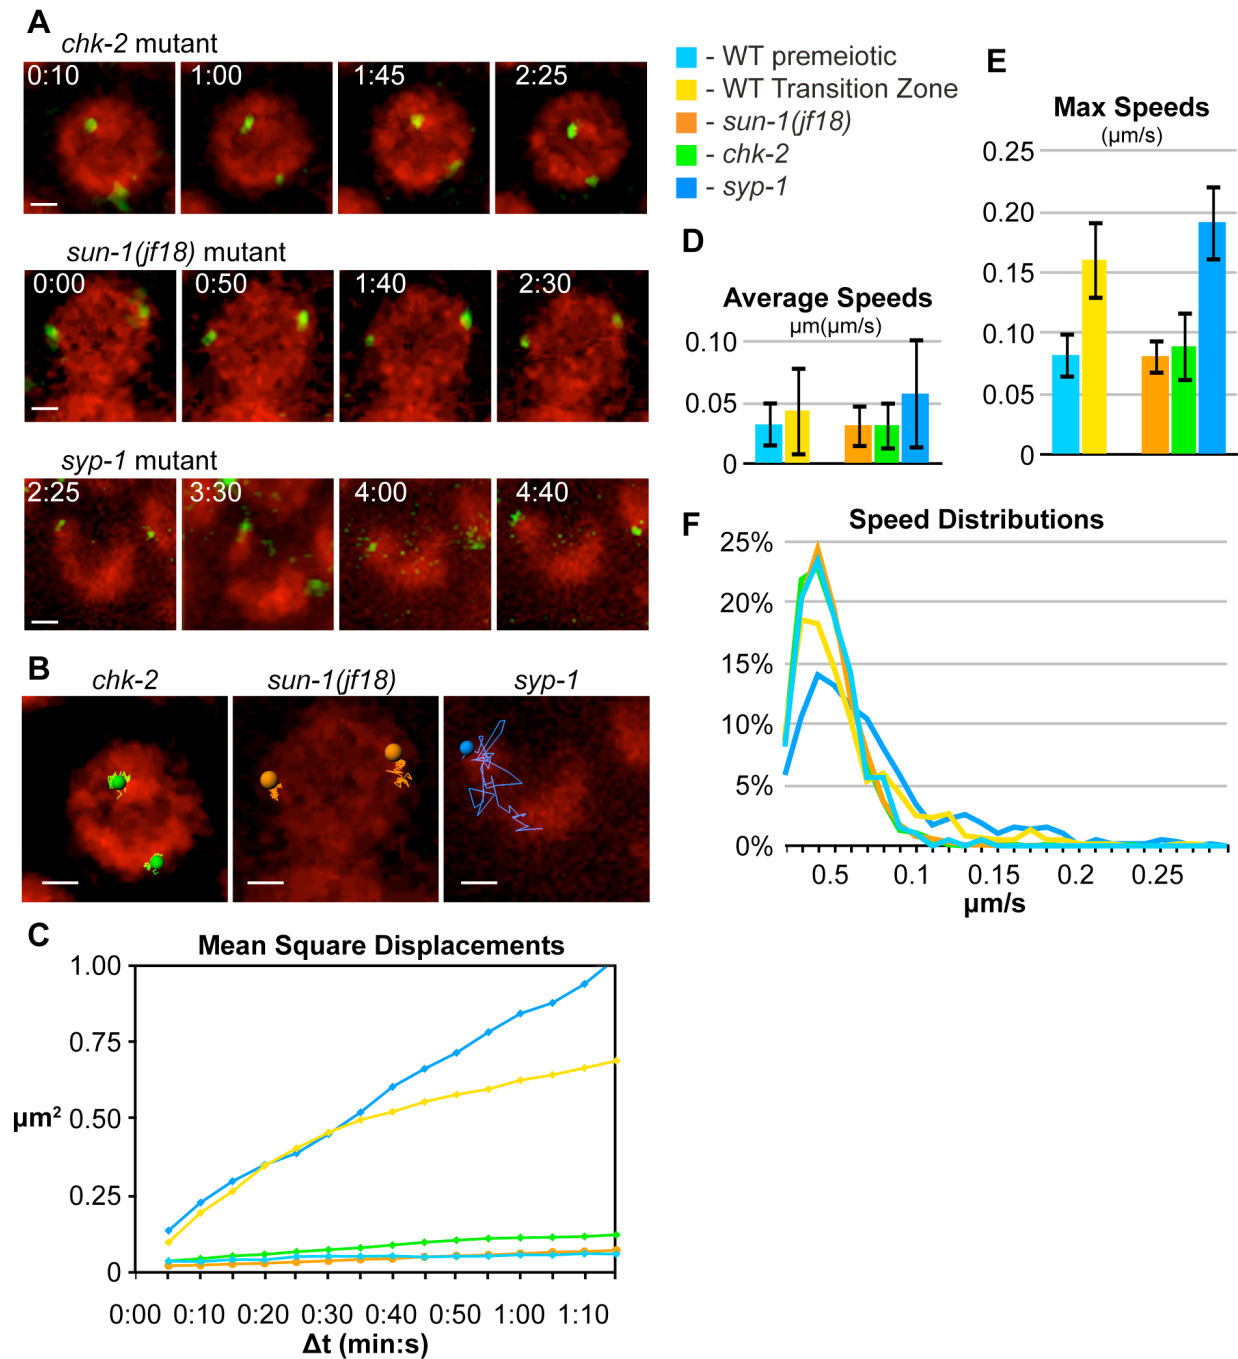 A
chk-2 mutant
0:10 1:00 1:45 2:25
sun-1(jf18) mutant
0:00 0:50 1:40 2:30
syp-1 mutant
2:25 3:30 4:00 4:40
B
chk-2 sun-1(jf18) syp-1
C
Mean Square Displacements
1.00
0.75
µm² 0.50
0.25
0
0:00 0:10 0:20 0:30 0:40 0:50 1:00 1:10
Δt (min:s)
- WT premeiotic
- WT Transition Zone
- sun-1(jf18)
- chk-2
- syp-1
D
Average Speeds
µm(µm/s)
0.10
0.05
0
E
Max Speeds
(µm/s)
0.25
0.20
0.15
0.10
0.05
0
F
Speed Distributions
25%
20%
15%
10%
5%
0%
0.5 0.1 0.15 0.2 0.25
µm/s